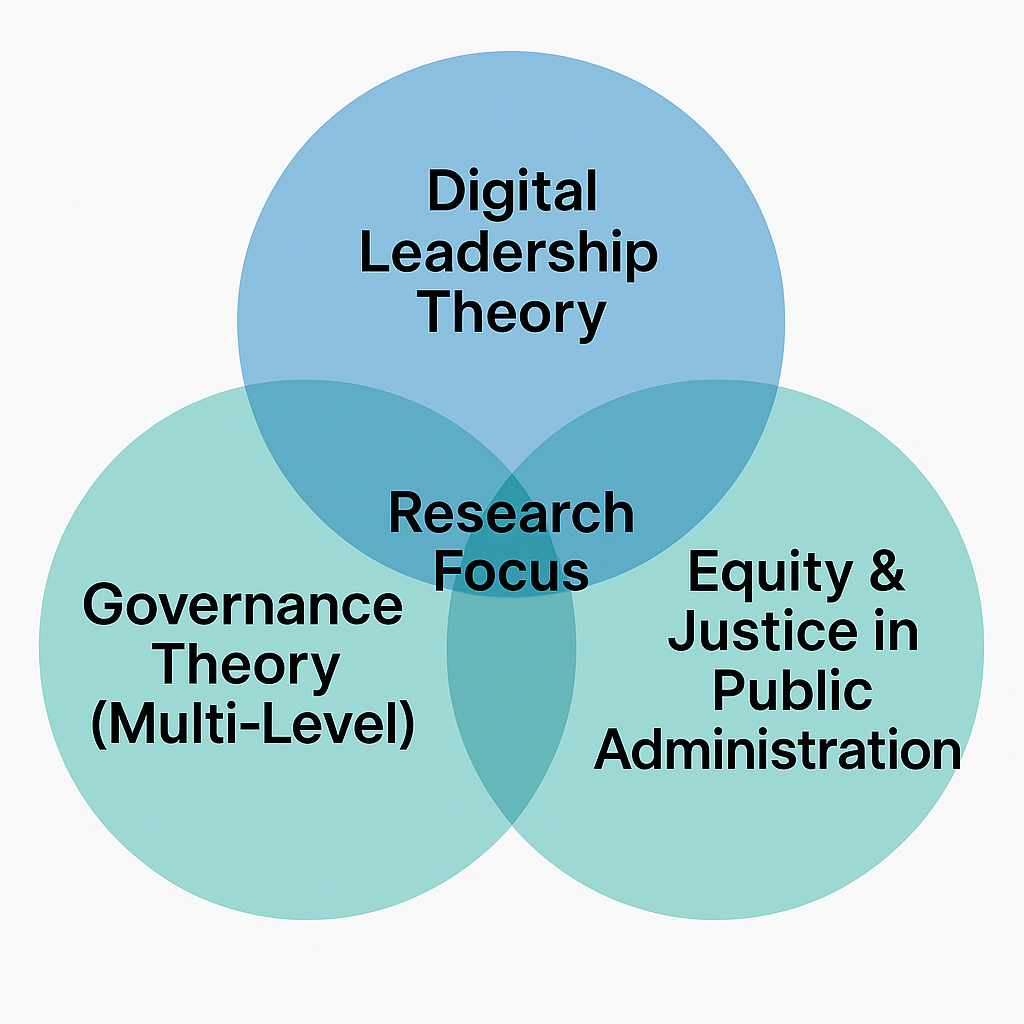 Digital
Leadership
Theory
Research
Focus
Governance
Theory
(Multi-Level)
Equity &
Justice in
Public
Administration